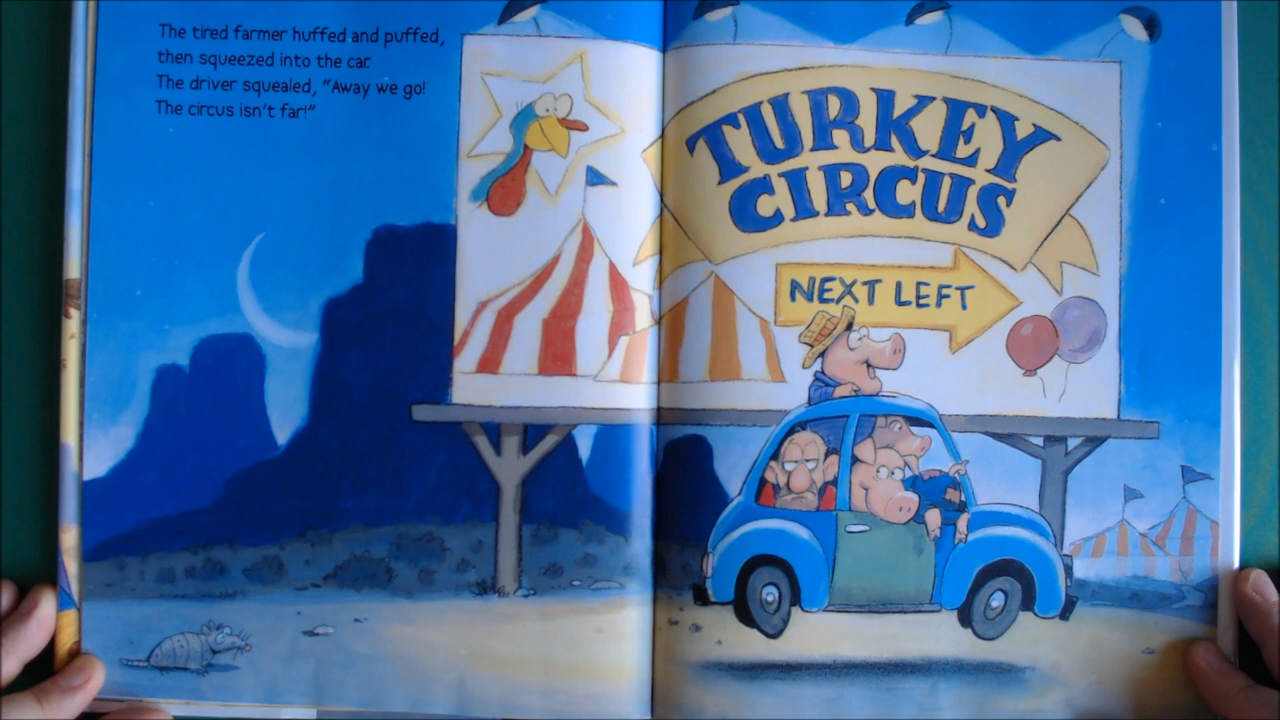 The tired farmer huffed and puffed,
then squeezed into the car.
The driver squealed, “Away we go!
The circus isn't far!”
TURKEY
CIRCUS
NEXT LEFT